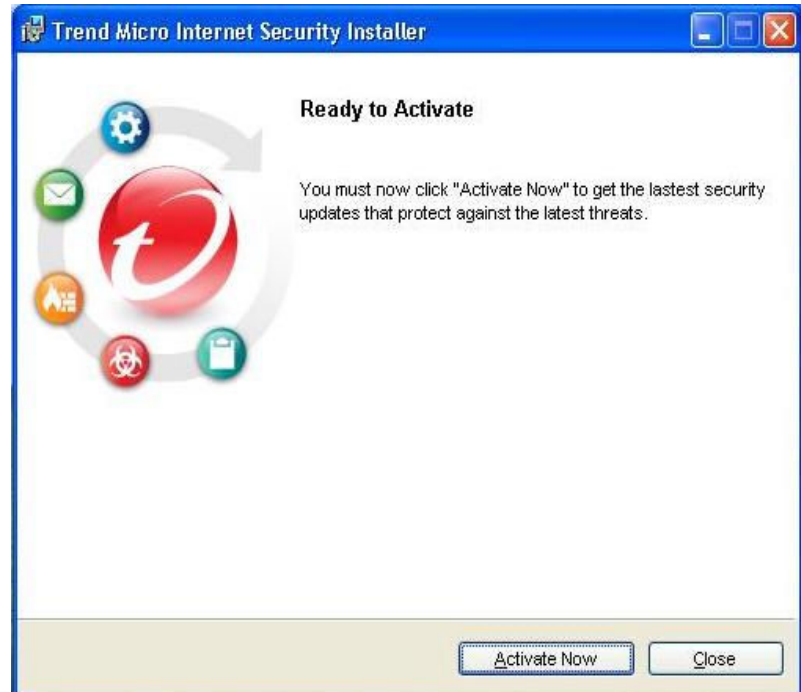 Trend Micro Internet Security Installer
Ready to Activate
You must now click "Activate Now" to get the lastest security
updates that protect against the latest threats.
Activate Now
Close